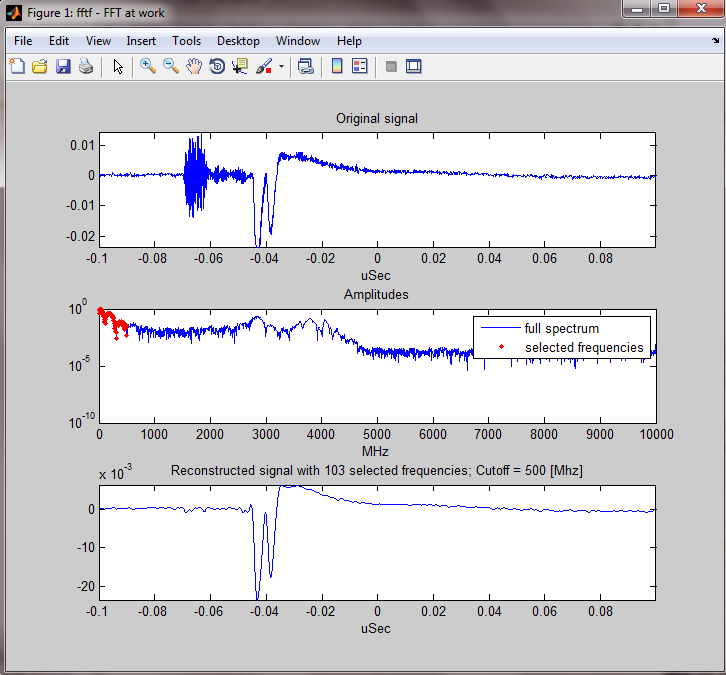 Figure 1: fftf - FFT at work
File Edit View Insert Tools Desktop Window Help
Original signal
0.01
0
-0.01
-0.02
-0.1 -0.08 -0.06 -0.04 -0.02 0 0.02 0.04 0.06 0.08
uSec
Amplitudes
10^0
10^-5
10^-10
full spectrum
selected frequencies
0 1000 2000 3000 4000 5000 6000 7000 8000 9000 10000
MHz
x 10^-3
Reconstructed signal with 103 selected frequencies; Cutoff = 500 [Mhz]
0
-10
-20
-0.1 -0.08 -0.06 -0.04 -0.02 0 0.02 0.04 0.06 0.08
uSec